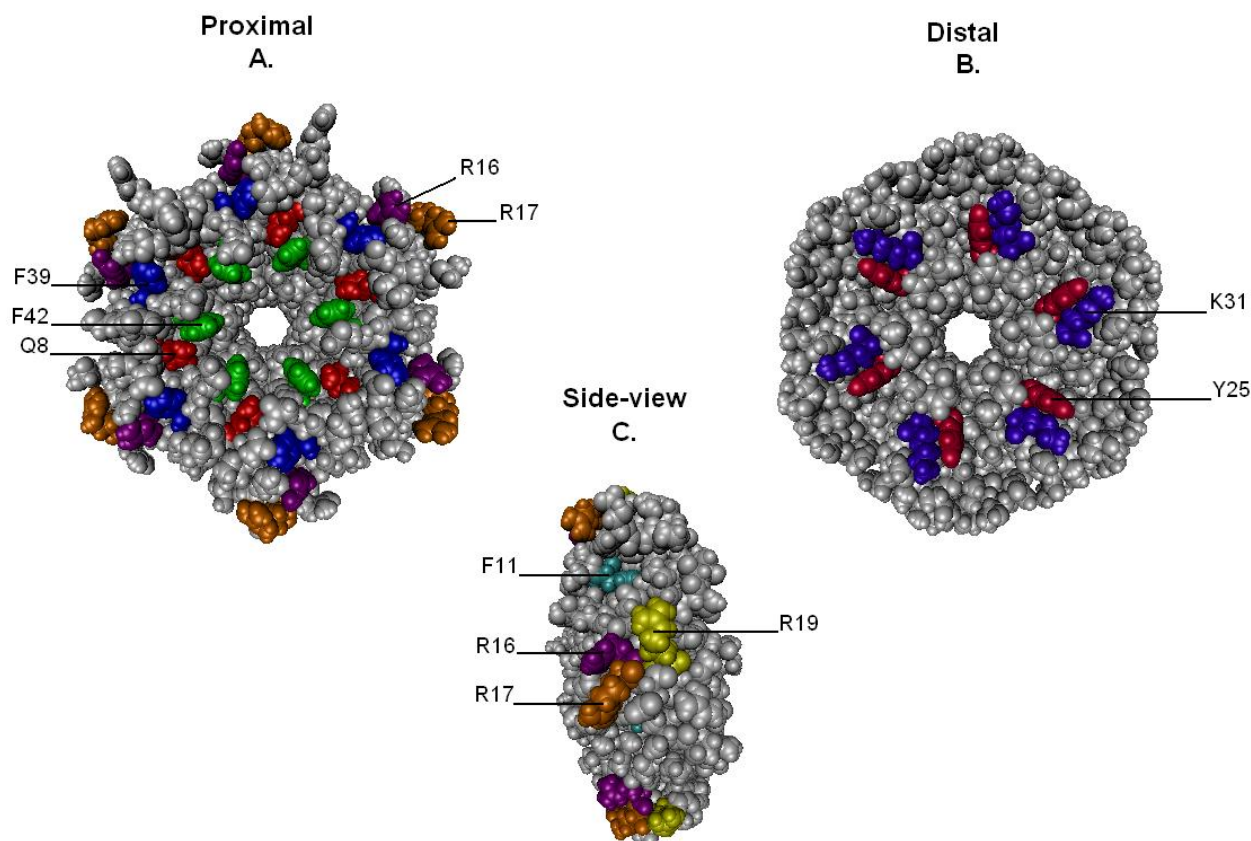 Proximal
A.
Distal
B.
R16
R17
F39
F42
Q8
K31
Y25
Side-view
C.
F11
R19
R16
R17